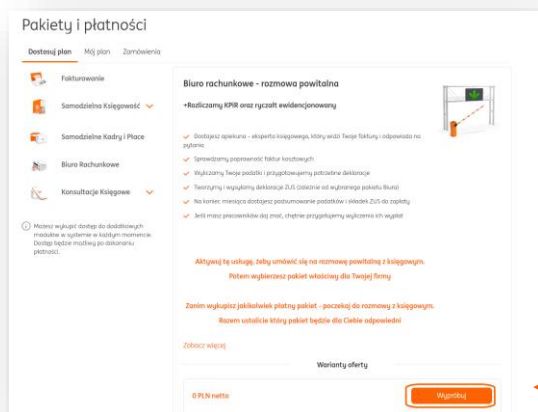 Pakiety i płatności
Dostosuj plan Mój plan Zamówienia
Fakturowanie
Samodzielna Księgowość
Samodzielne Kadry i Płace
Biuro Rachunkowe
Konsultacje Księgowe
Możesz wykupić dostęp do dodatkowych
modułów w systemie w każdym momencie.
Dostęp będzie możliwy po dokonaniu
płatności.
Biuro rachunkowe - rozmowa powitalna
+Rozliczamy KPiR oraz ryczałt ewidencjonowany
Dostajesz opiekuna - eksperta księgowego, który widzi Twoje faktury i odpowiada na
pytania
Sprawdzamy poprawność faktur kosztowych
Wyliczamy Twoje podatki i przygotowujemy potrzebne deklaracje
Tworzymy i wysyłamy deklaracje ZUS (zależnie od wybranego pakietu Biura)
Na koniec miesiąca dostajesz podsumowanie podatków i składek ZUS do zapłaty
Jeśli masz pracowników daj znać, chętnie przygotujemy wyliczenia ich wypłat
Aktywuj tę usługę, żeby umówić się na rozmowę powitalną z księgowym.
Potem wybierzesz pakiet właściwy dla Twojej firmy
Zanim wykupisz jakikolwiek płatny pakiet - poczekaj do rozmowy z księgowym.
Razem ustalicie który pakiet będzie dla Ciebie odpowiedni
Zobacz więcej
Warianty oferty
0 PLN netto
Wypróbuj